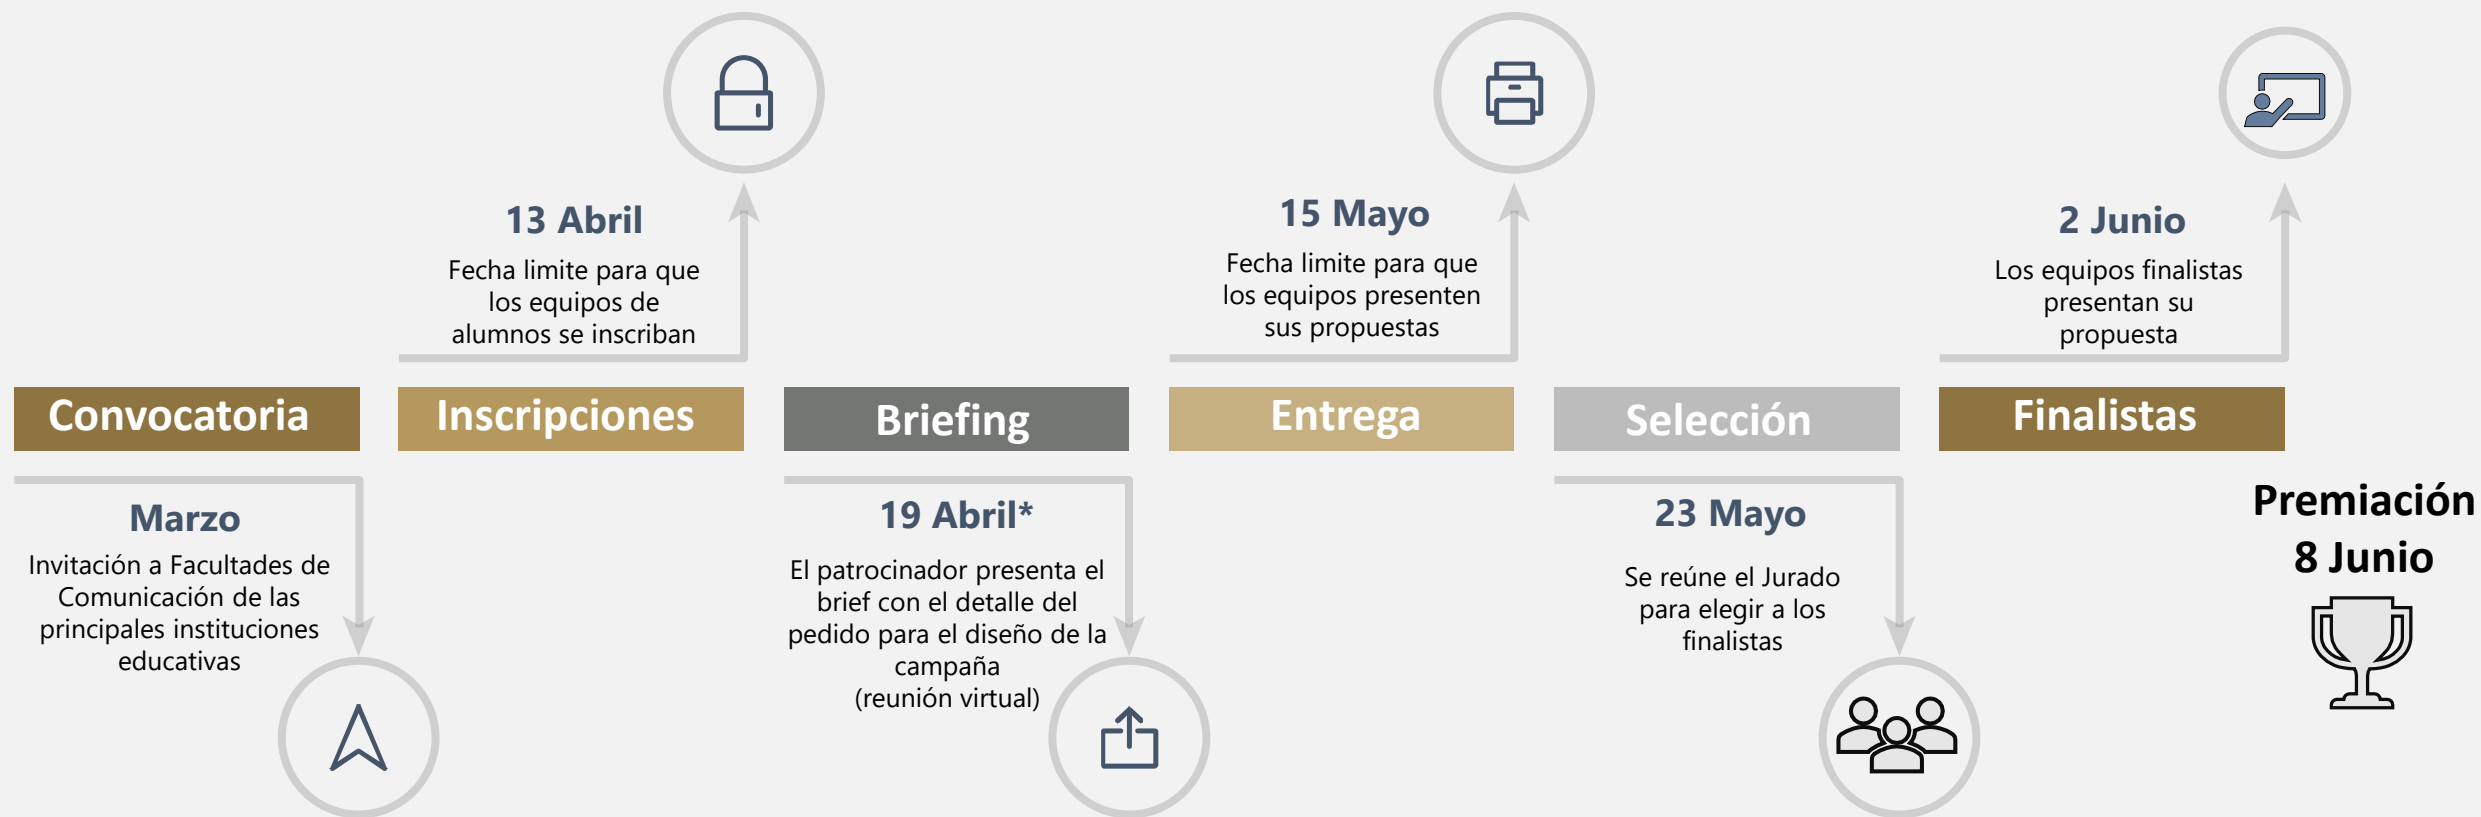 Convocatoria
Marzo
Invitación a Facultades de
Comunicación de las
principales instituciones
educativas
13 Abril
Fecha limite para que
los equipos de
alumnos se inscriban
Inscripciones
Briefing
19 Abril*
El patrocinador presenta el
brief con el detalle del
pedido para el diseño de la
campaña
(reunión virtual)
15 Mayo
Fecha limite para que
los equipos presenten
sus propuestas
Entrega
Selección
23 Mayo
Se reúne el Jurado
para elegir a los
finalistas
2 Junio
Los equipos finalistas
presentan su
propuesta
Finalistas
Premiación
8 Junio